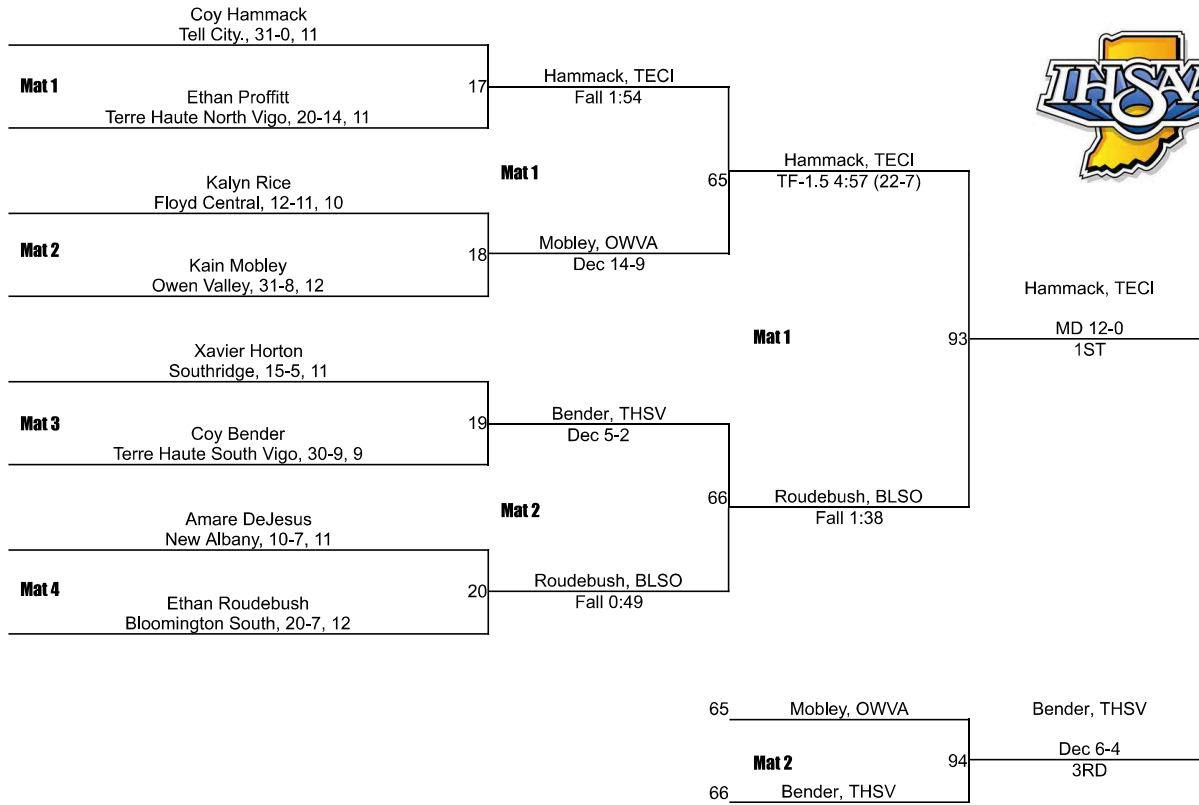 Coy Hammack
Tell City., 31-0, 11
Mat 1
Ethan Proffitt
Terre Haute North Vigo, 20-14, 11
17
Hammack, TECI
Fall 1:54
Kalyn Rice
Floyd Central, 12-11, 10
Mat 2
Kain Mobley
Owen Valley, 31-8, 12
18
Mobley, OWVA
Dec 14-9
Mat 1
65
Hammack, TECI
TF-1.5 4:57 (22-7)
Xavier Horton
Southridge, 15-5, 11
Mat 3
Coy Bender
Terre Haute South Vigo, 30-9, 9
19
Bender, THSV
Dec 5-2
Amare DeJesus
New Albany, 10-7, 11
Mat 4
Ethan Roudebush
Bloomington South, 20-7, 12
20
Roudebush, BLSO
Fall 0:49
Mat 2
66
Roudebush, BLSO
Fall 1:38
Mat 1
93
Hammack, TECI
MD 12-0
1ST
IHSAA
65
Mobley, OWVA
Mat 2
66
Bender, THSV
94
Bender, THSV
Dec 6-4
3RD